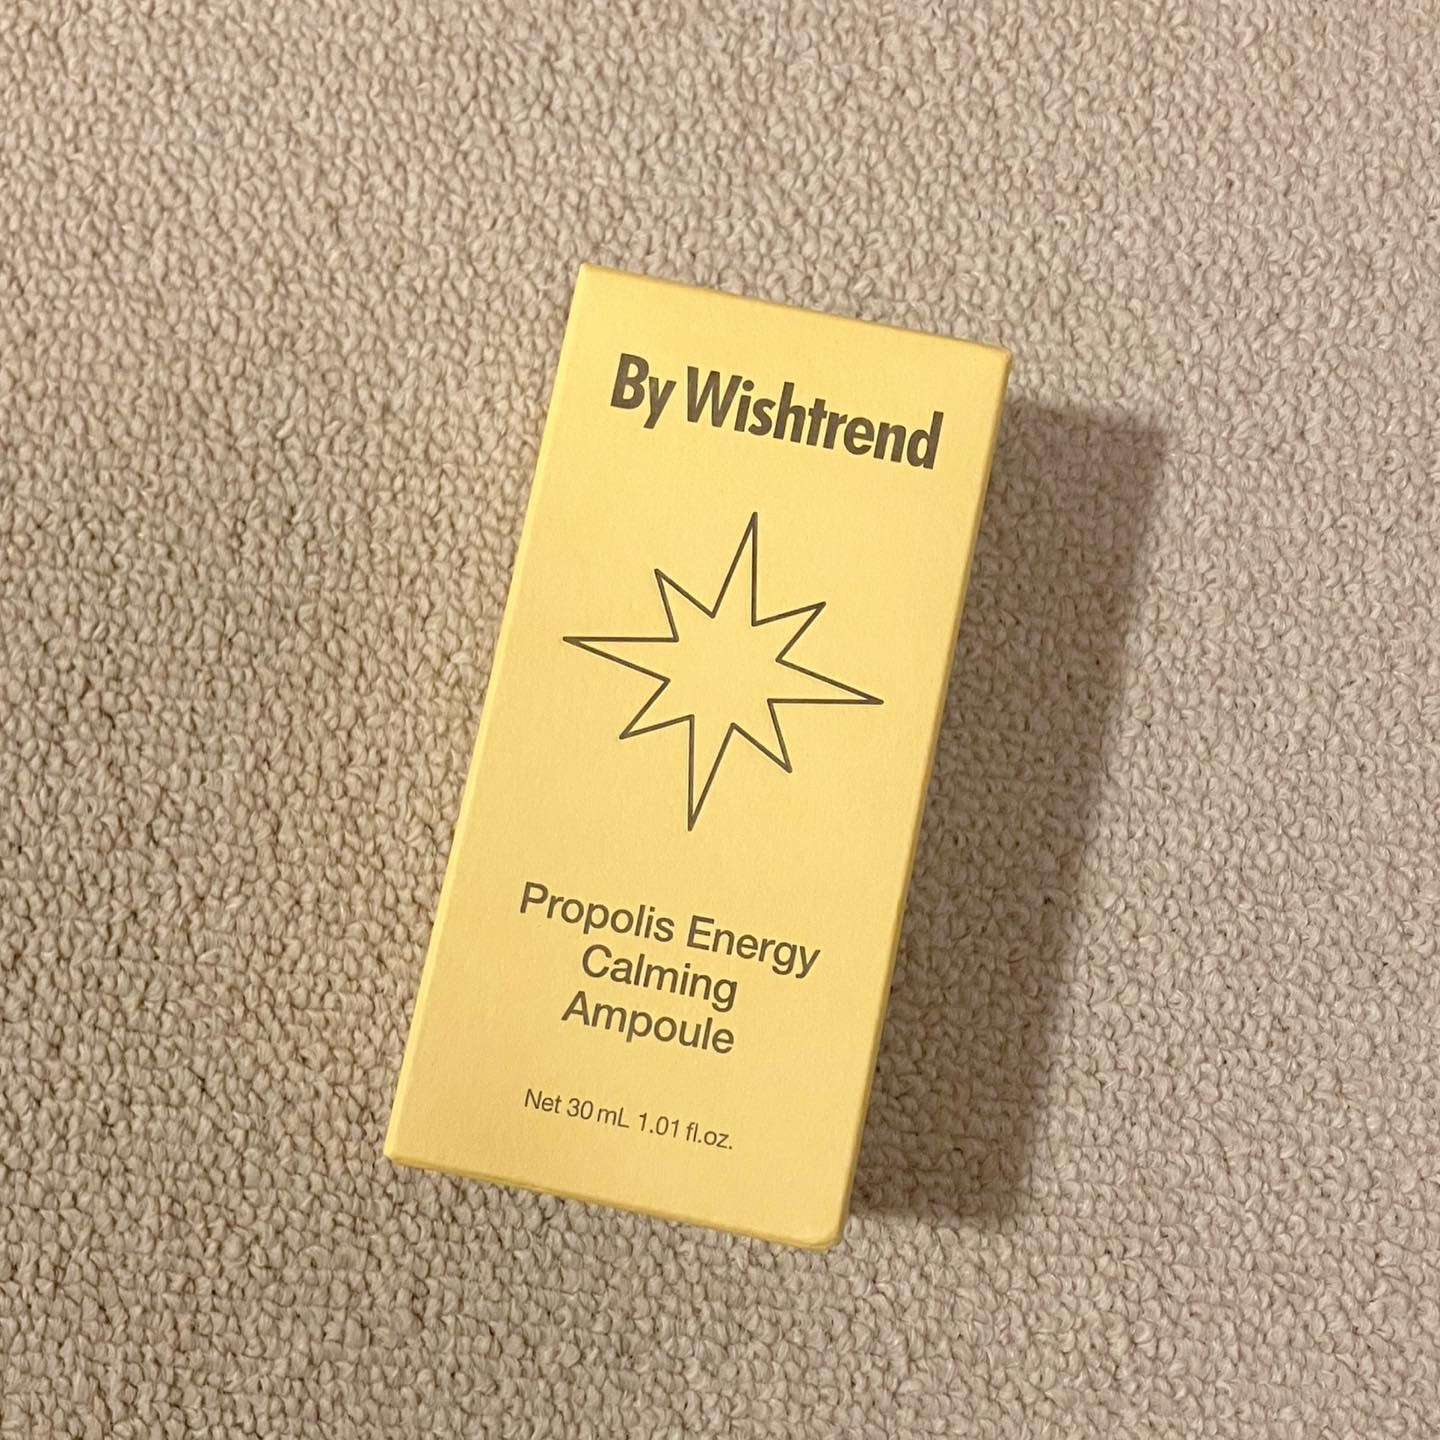 By Wishtrend
Propolis Energy
Calming
Ampoule
Net 30 mL 1.01 fl.oz.